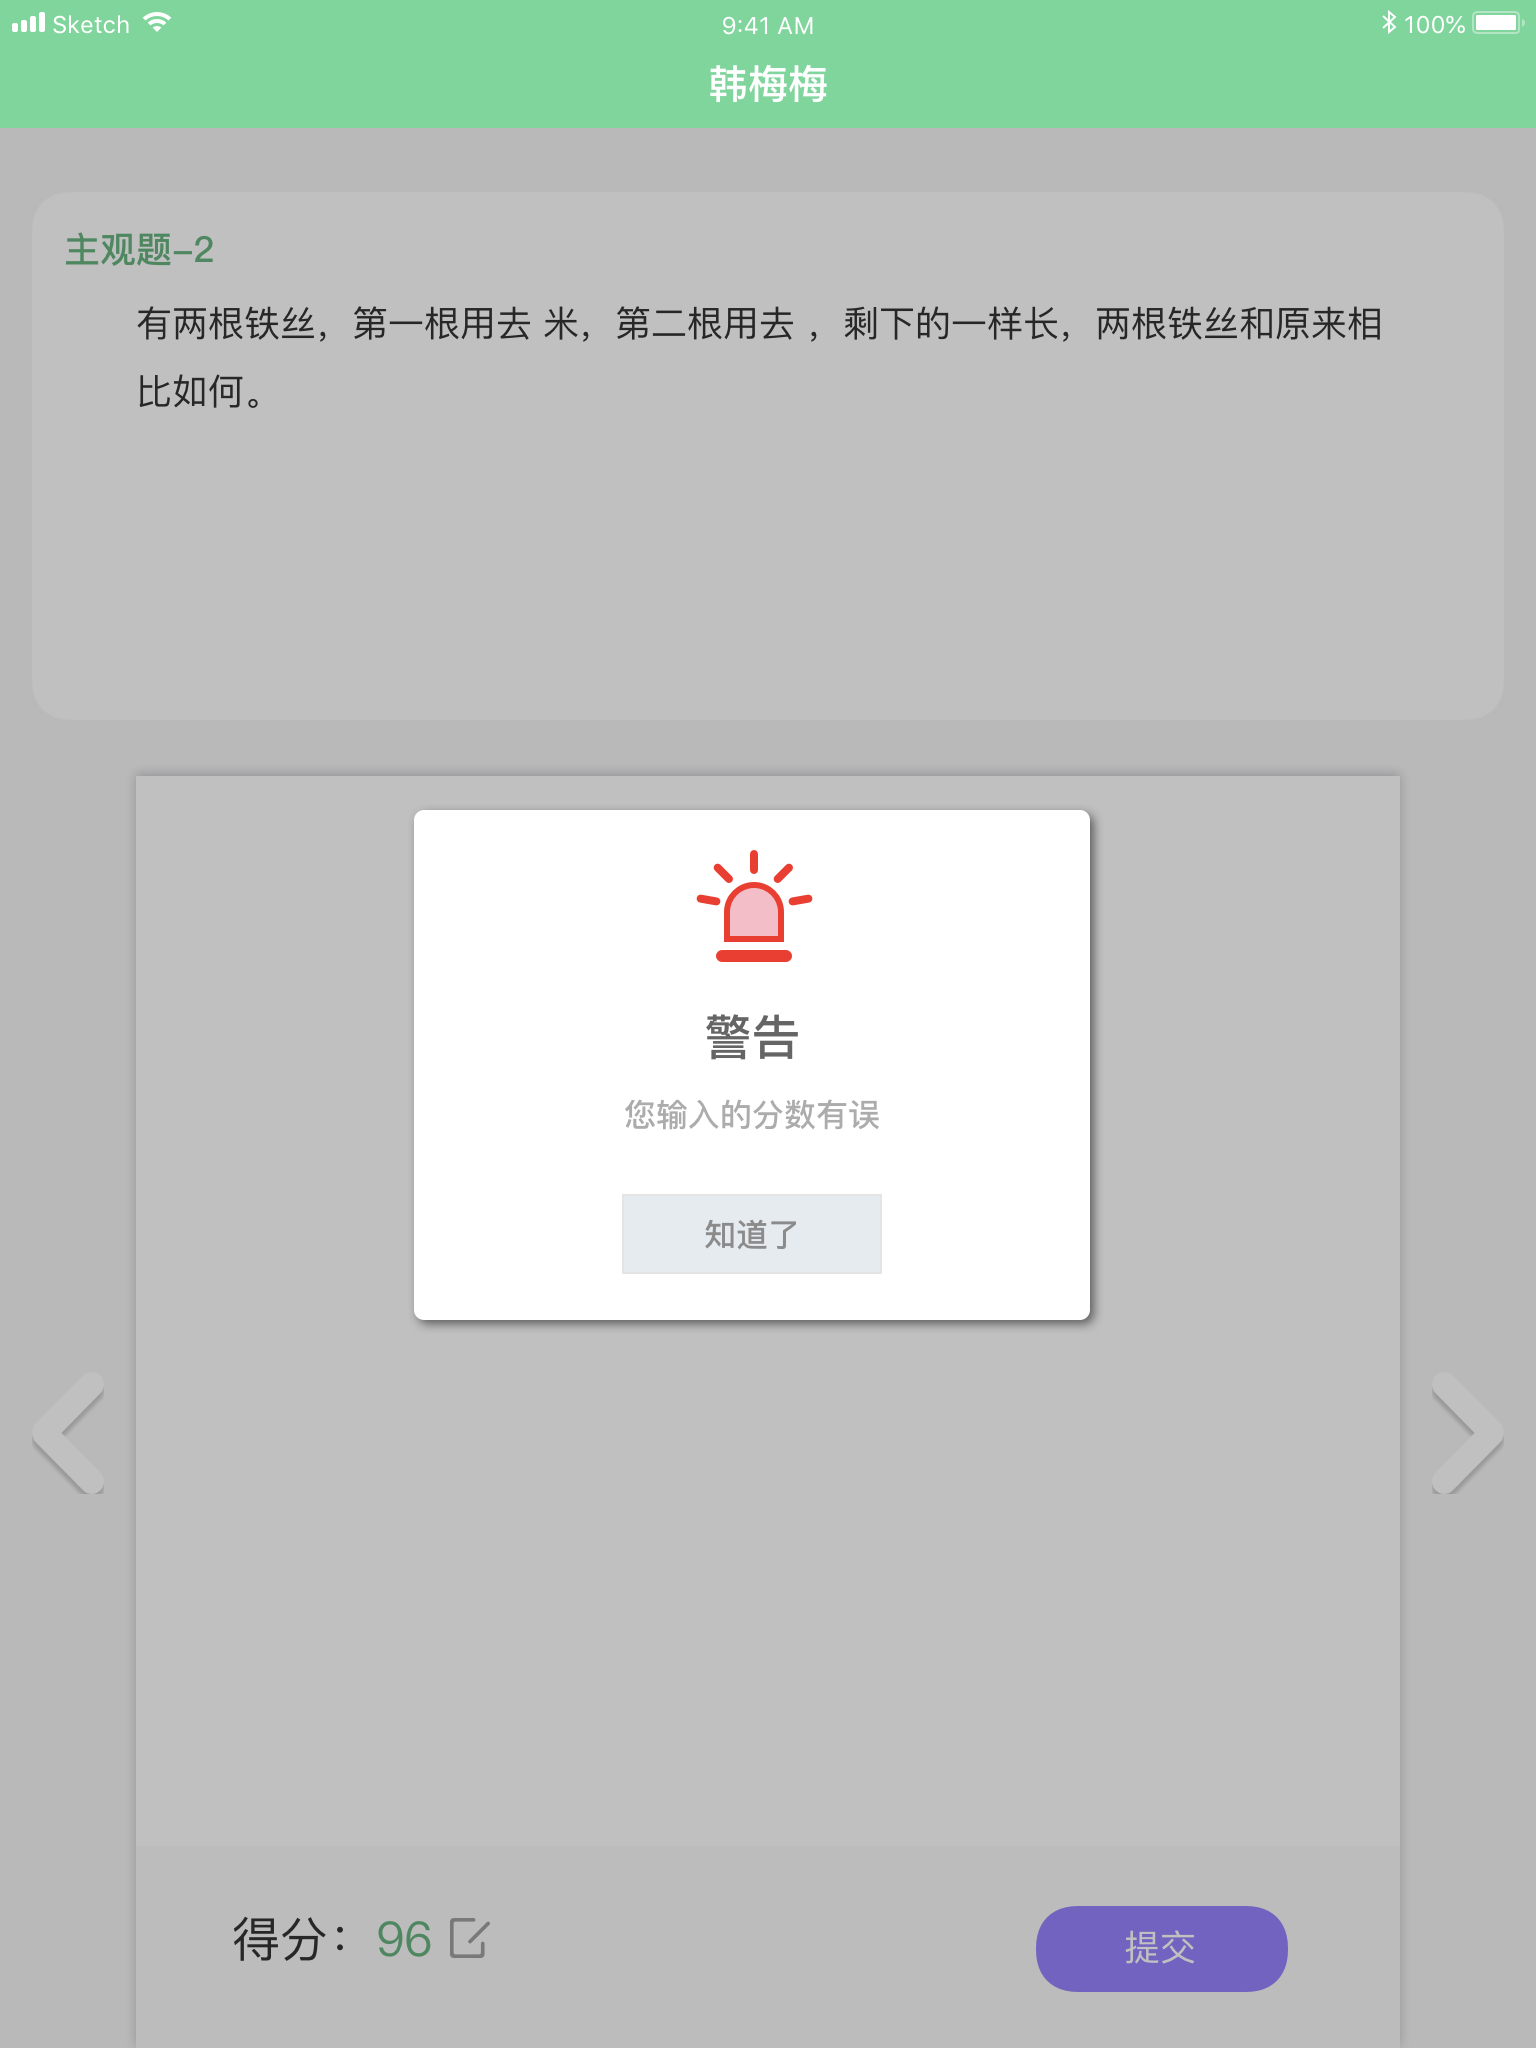 Sketch 9:41 AM 100%
韩梅梅
主观题-2
有两根铁丝，第一根用去 米，第二根用去 ，剩下的一样长，两根铁丝和原来相
比如何。
警告
您输入的分数有误
知道了
得分：96 提交